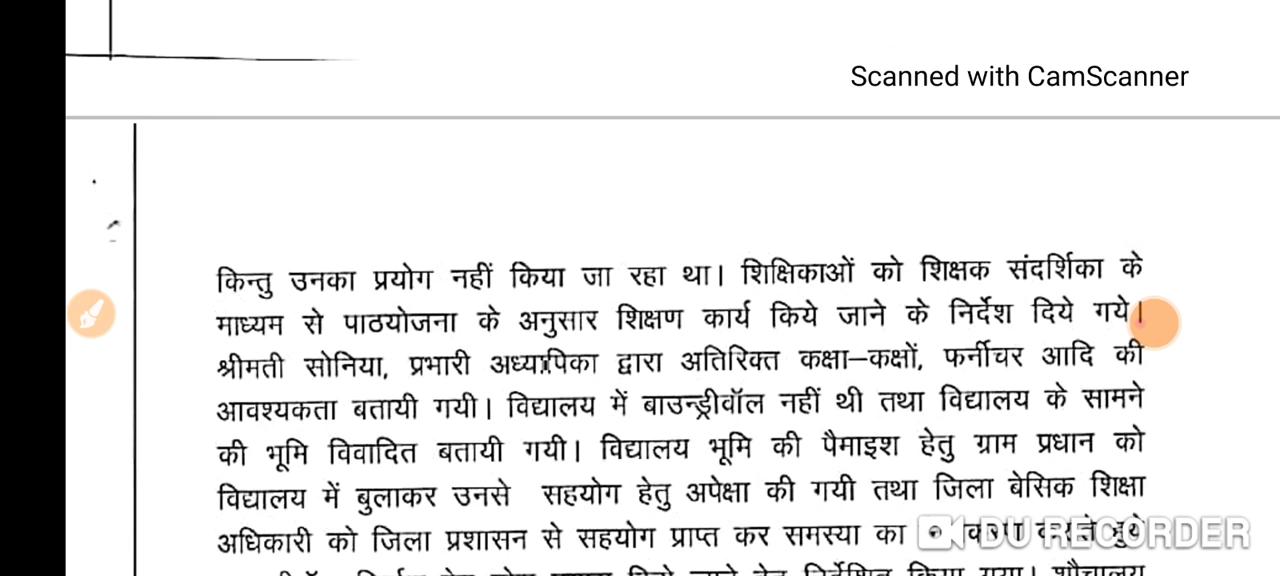 Scanned with CamScanner
किन्तु उनका प्रयोग नहीं किया जा रहा था। शिक्षिकाओं को शिक्षक संदर्शिका के
माध्यम से पाठयोजना के अनुसार शिक्षण कार्य किये जाने के निर्देश दिये गये।
श्रीमती सोनिया, प्रभारी अध्यापिका द्वारा अतिरिक्त कक्षा–कक्षों, फर्नीचर आदि की
आवश्यकता बतायी गयी। विद्यालय में बाउन्ड्रीवॉल नहीं थी तथा विद्यालय के सामने
की भूमि विवादित बतायी गयी। विद्यालय भूमि की पैमाइश हेतु ग्राम प्रधान को
विद्यालय में बुलाकर उनसे सहयोग हेतु अपेक्षा की गयी तथा जिला बेसिक शिक्षा
अधिकारी को जिला प्रशासन से सहयोग प्राप्त कर समस्या का हुये
DU RECORDER